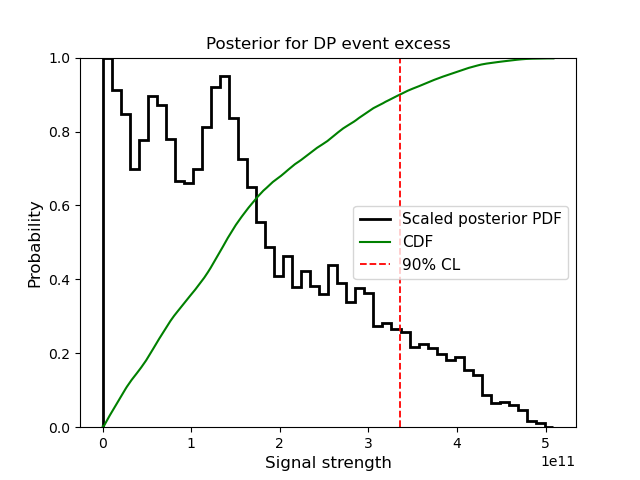 Posterior for DP event excess
Probability
1.0
0.8
0.6
0.4
0.2
0.0
Scaled posterior PDF
CDF
90% CL
0
1
2
3
4
5
1e11
Signal strength